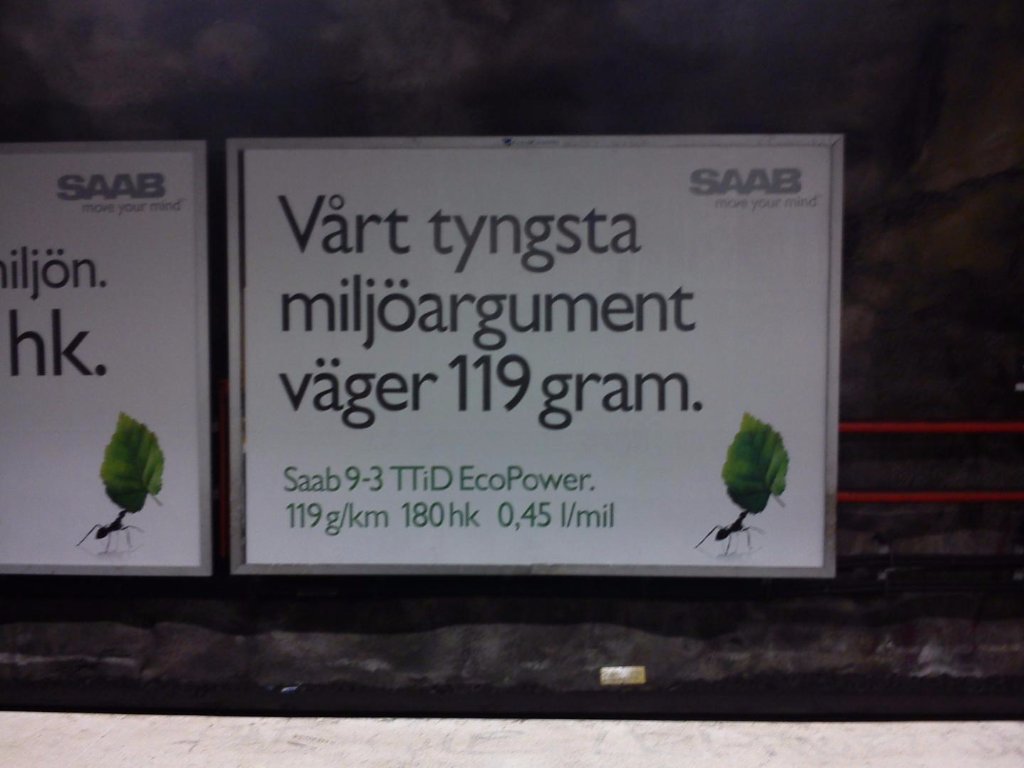 SAAB
move your mind
miljön.
hk.
SAAB
move your mind
Vårt tyngsta
miljöargument
väger 119 gram.
Saab 9-3 TTiD EcoPower.
119 g/km 180 hk 0,45 l/mil